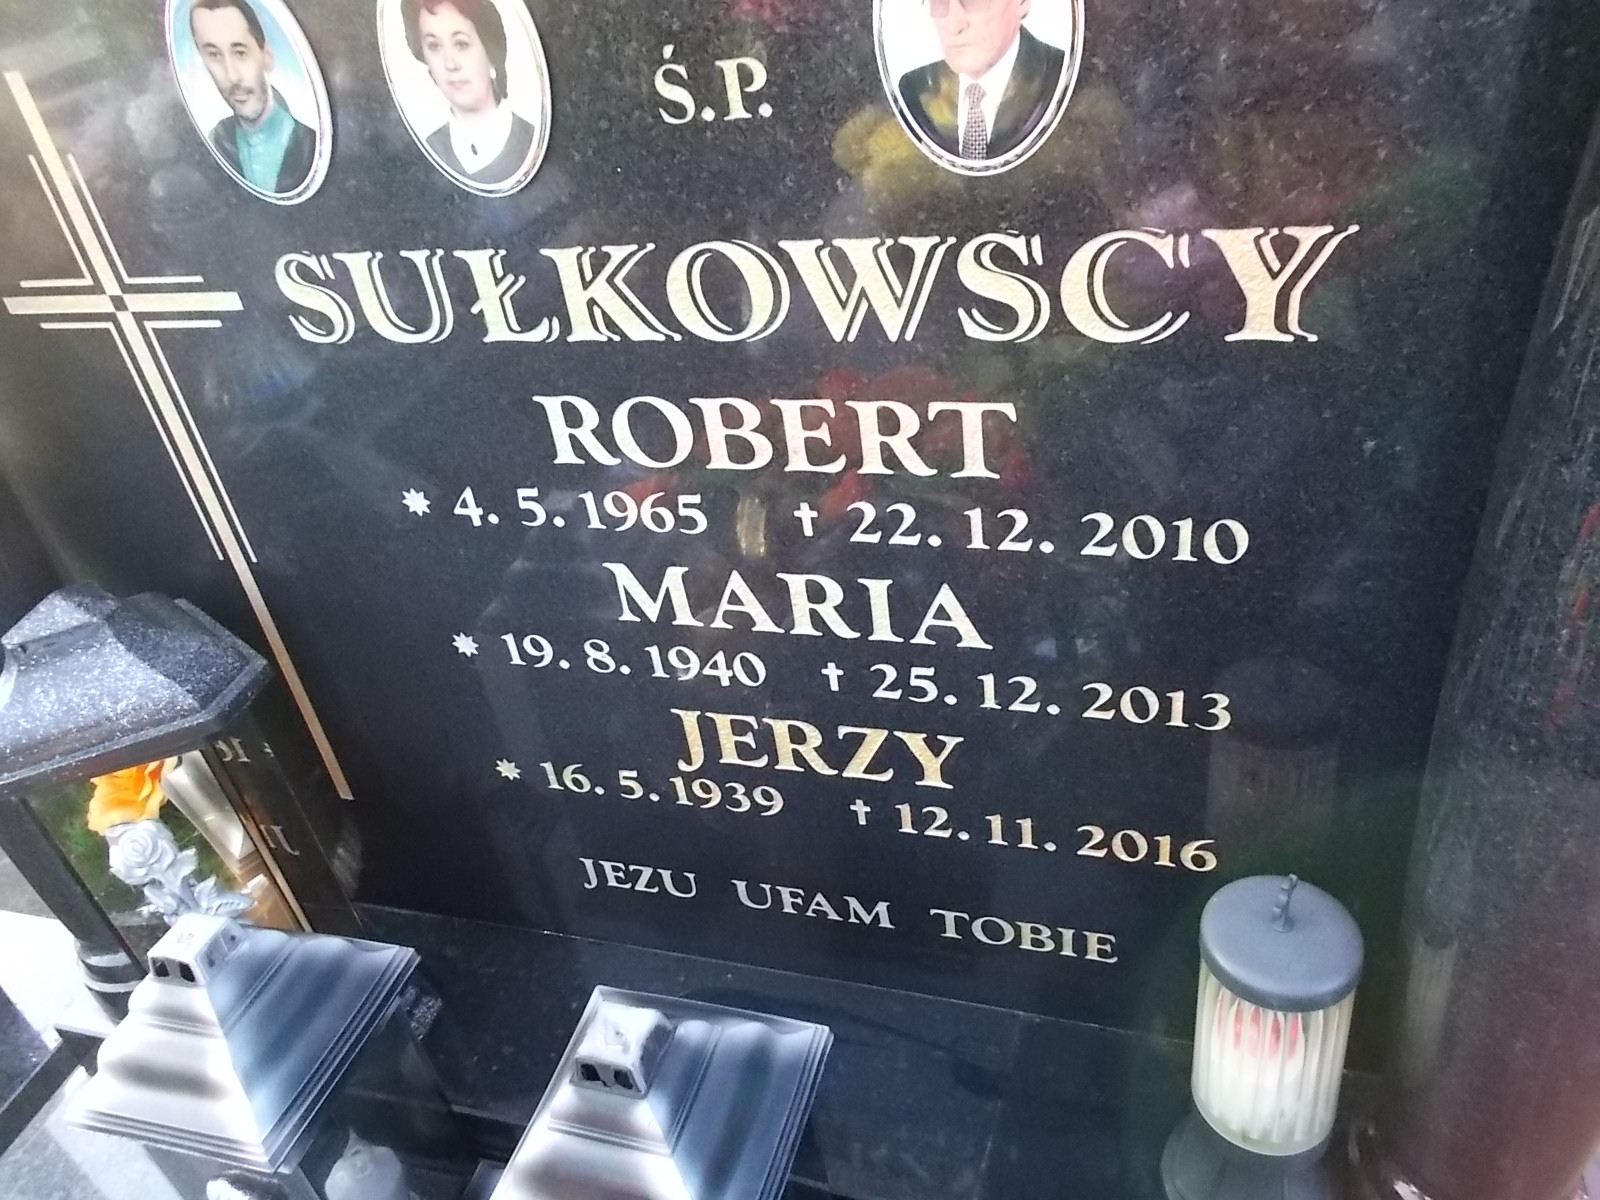 Ś.P.
SUŁKOWSCY
ROBERT
* 4. 5. 1965 † 22. 12. 2010
MARIA
* 19. 8. 1940 † 25. 12. 2013
JERZY
* 16. 5. 1939 † 12. 11. 2016
JEZU UFAM TOBIE